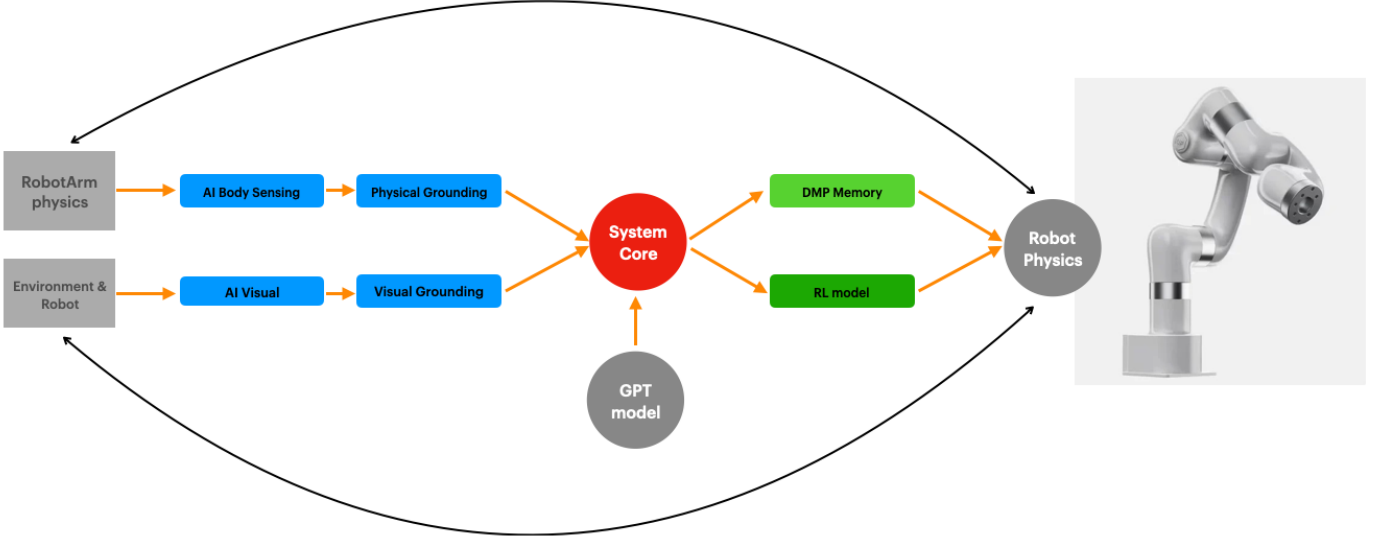 RobotArm
physics
AI Body Sensing
Physical Grounding
Environment &
Robot
AI Visual
Visual Grounding
System
Core
GPT
model
DMP Memory
RL model
Robot
Physics